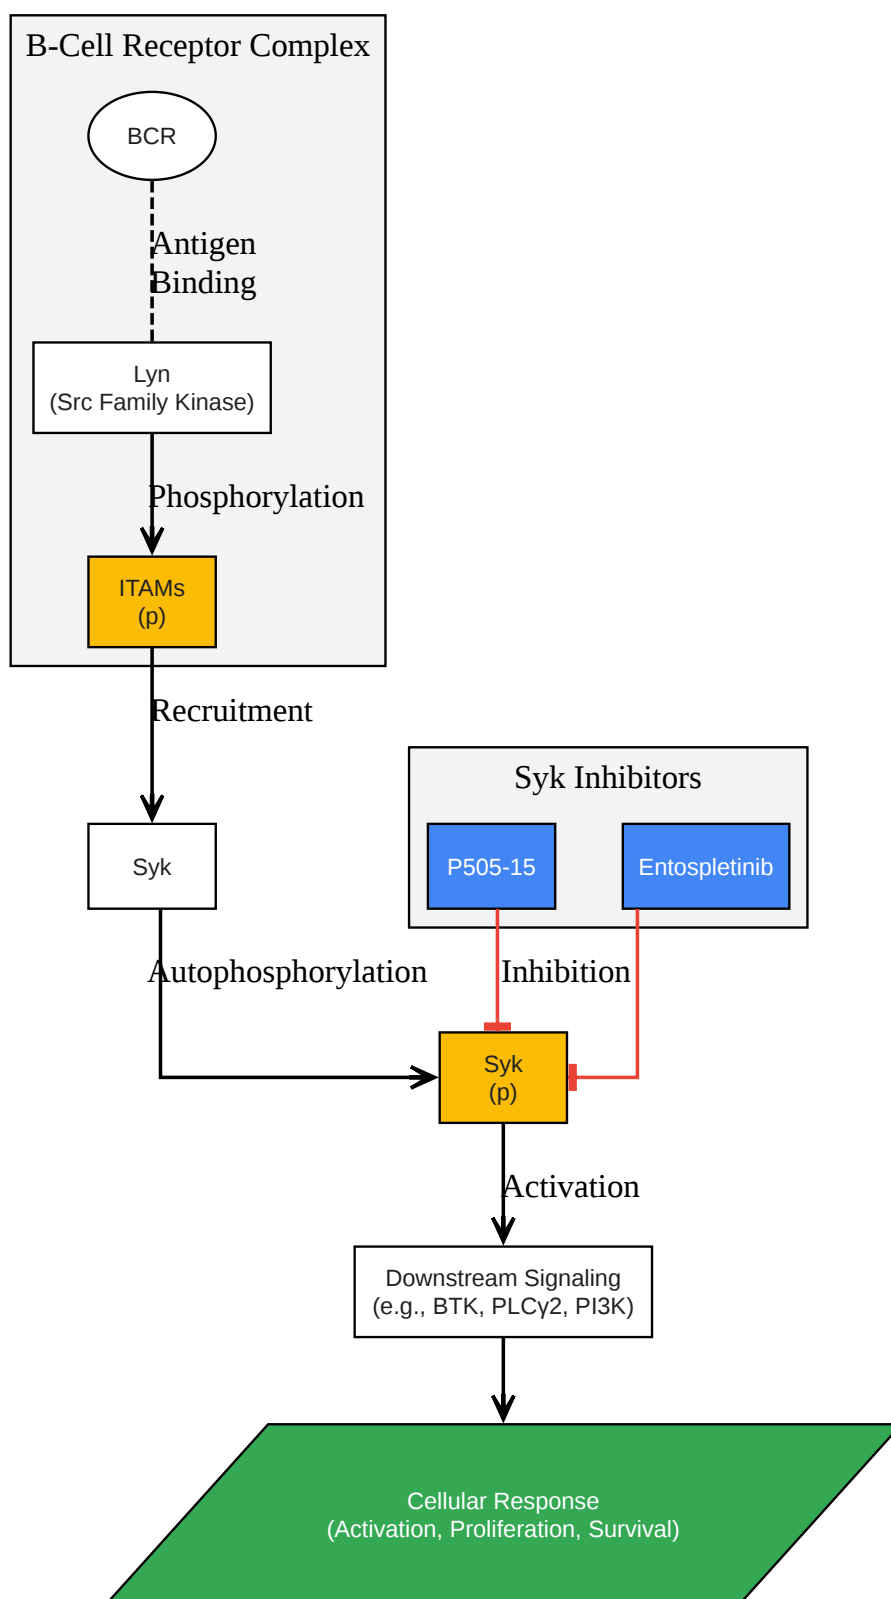 B-Cell Receptor Complex
BCR
Antigen
Binding
Lyn
(Src Family Kinase)
Phosphorylation
ITAMs
(p)
Recruitment
Syk Inhibitors
Syk
P505-15
Entospletinib
Autophosphorylation
Inhibition
Syk
(p)
Activation
Downstream Signaling
(e.g., BTK, PLCγ2, PI3K)
Cellular Response
(Activation, Proliferation, Survival)